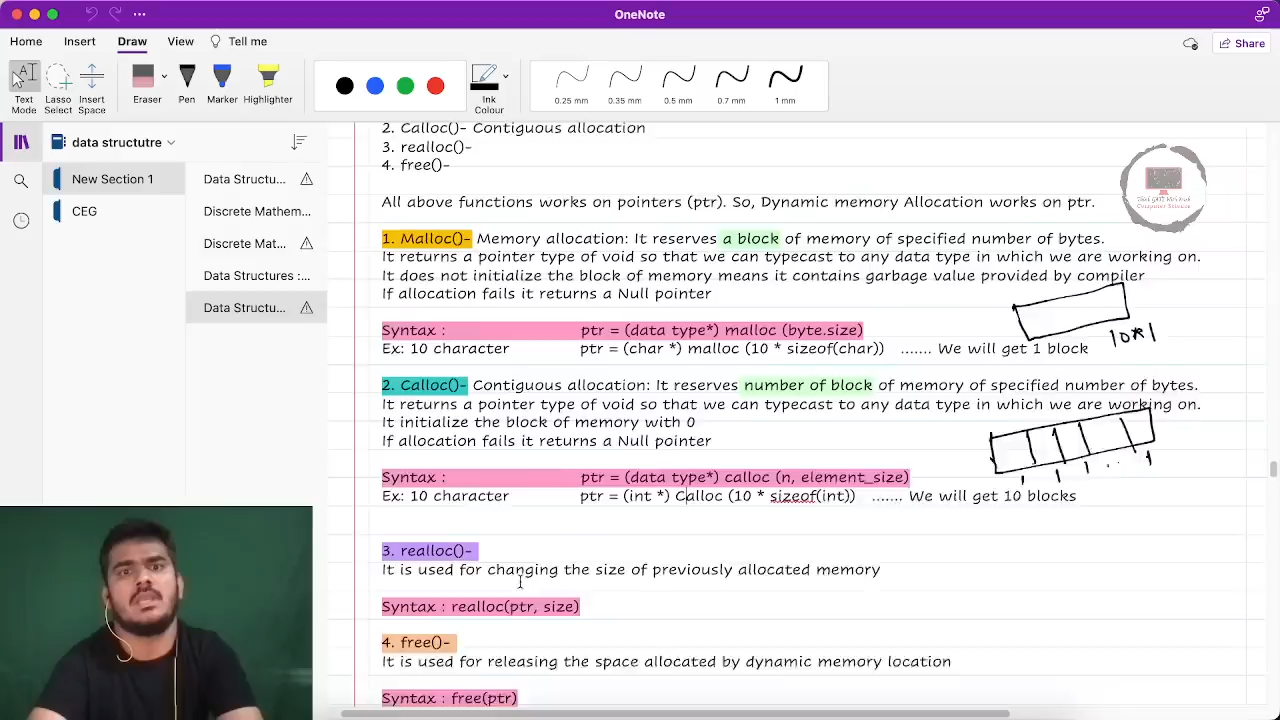 OneNote
Home Insert Draw View Tell me
Share
Text Mode
Lasso Select
Insert Space
Eraser
Pen
Marker
Highlighter
Ink Colour
0.25 mm 0.35 mm 0.5 mm 0.7 mm 1 mm
data structutre
New Section 1
CEG
Data Structu...
Discrete Mathem...
Discrete Mat...
Data Structures :...
Data Structu...
2. Calloc()- Contiguous allocation
3. realloc()-
4. free()-
All above functions works on pointers (ptr). So, Dynamic memory Allocation works on ptr.
1. Malloc()- Memory allocation: It reserves a block of memory of specified number of bytes.
It returns a pointer type of void so that we can typecast to any data type in which we are working on.
It does not initialize the block of memory means it contains garbage value provided by compiler
If allocation fails it returns a Null pointer
Syntax : ptr = (data type*) malloc (byte.size)
Ex: 10 character ptr = (char *) malloc (10 * sizeof(char)) ....... We will get 1 block
10*1
2. Calloc()- Contiguous allocation: It reserves number of block of memory of specified number of bytes.
It returns a pointer type of void so that we can typecast to any data type in which we are working on.
It initialize the block of memory with 0
If allocation fails it returns a Null pointer
1 1 1 .. 1
Syntax : ptr = (data type*) calloc (n, element_size)
Ex: 10 character ptr = (int *) Calloc (10 * sizeof(int)) ....... We will get 10 blocks
3. realloc()-
It is used for changing the size of previously allocated memory
Syntax : realloc(ptr, size)
4. free()-
It is used for releasing the space allocated by dynamic memory location
Syntax : free(ptr)
Computer Science